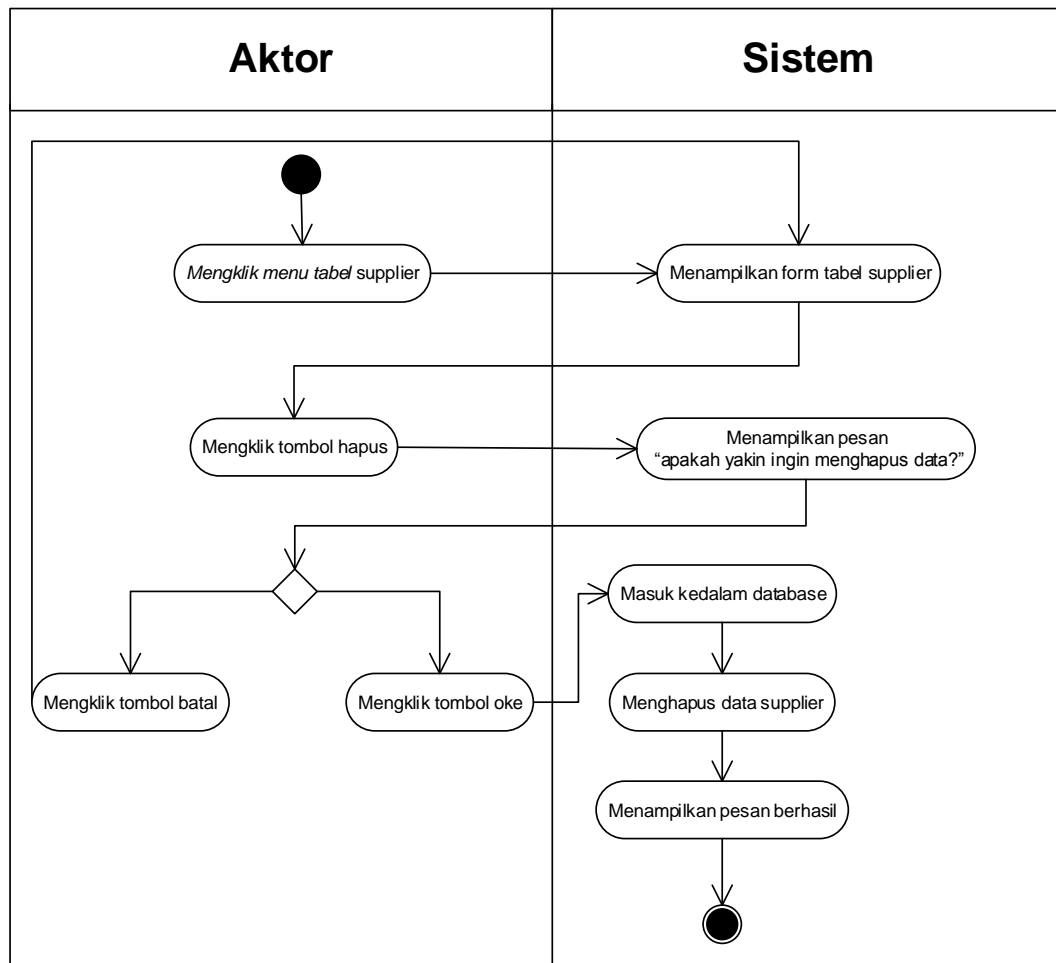 Aktor
Sistem
Mengklik menu tabel supplier
Menampilkan form tabel supplier
Mengklik tombol hapus
Menampilkan pesan
“apakah yakin ingin menghapus data?”
Masuk kedalam database
Mengklik tombol batal
Mengklik tombol oke
Menghapus data supplier
Menampilkan pesan berhasil